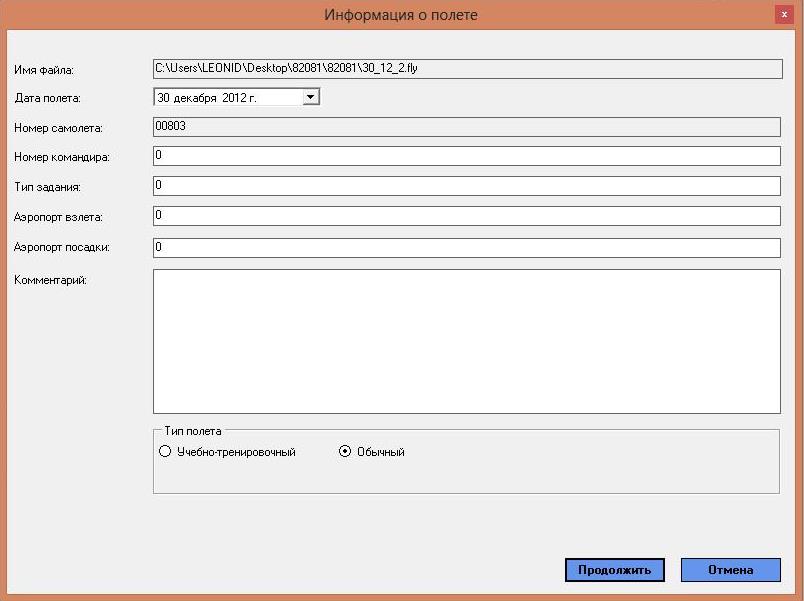 Информация о полете
x
Имя файла: C:\Users\LEONID\Desktop\82081\82081\30_12_2.fly
Дата полета: 30 декабря 2012 г.
Номер самолета: 00803
Номер командира: 0
Тип задания: 0
Аэропорт взлета: 0
Аэропорт посадки: 0
Комментарий:
Тип полета
Учебно-тренировочный Обычный
Продолжить Отмена